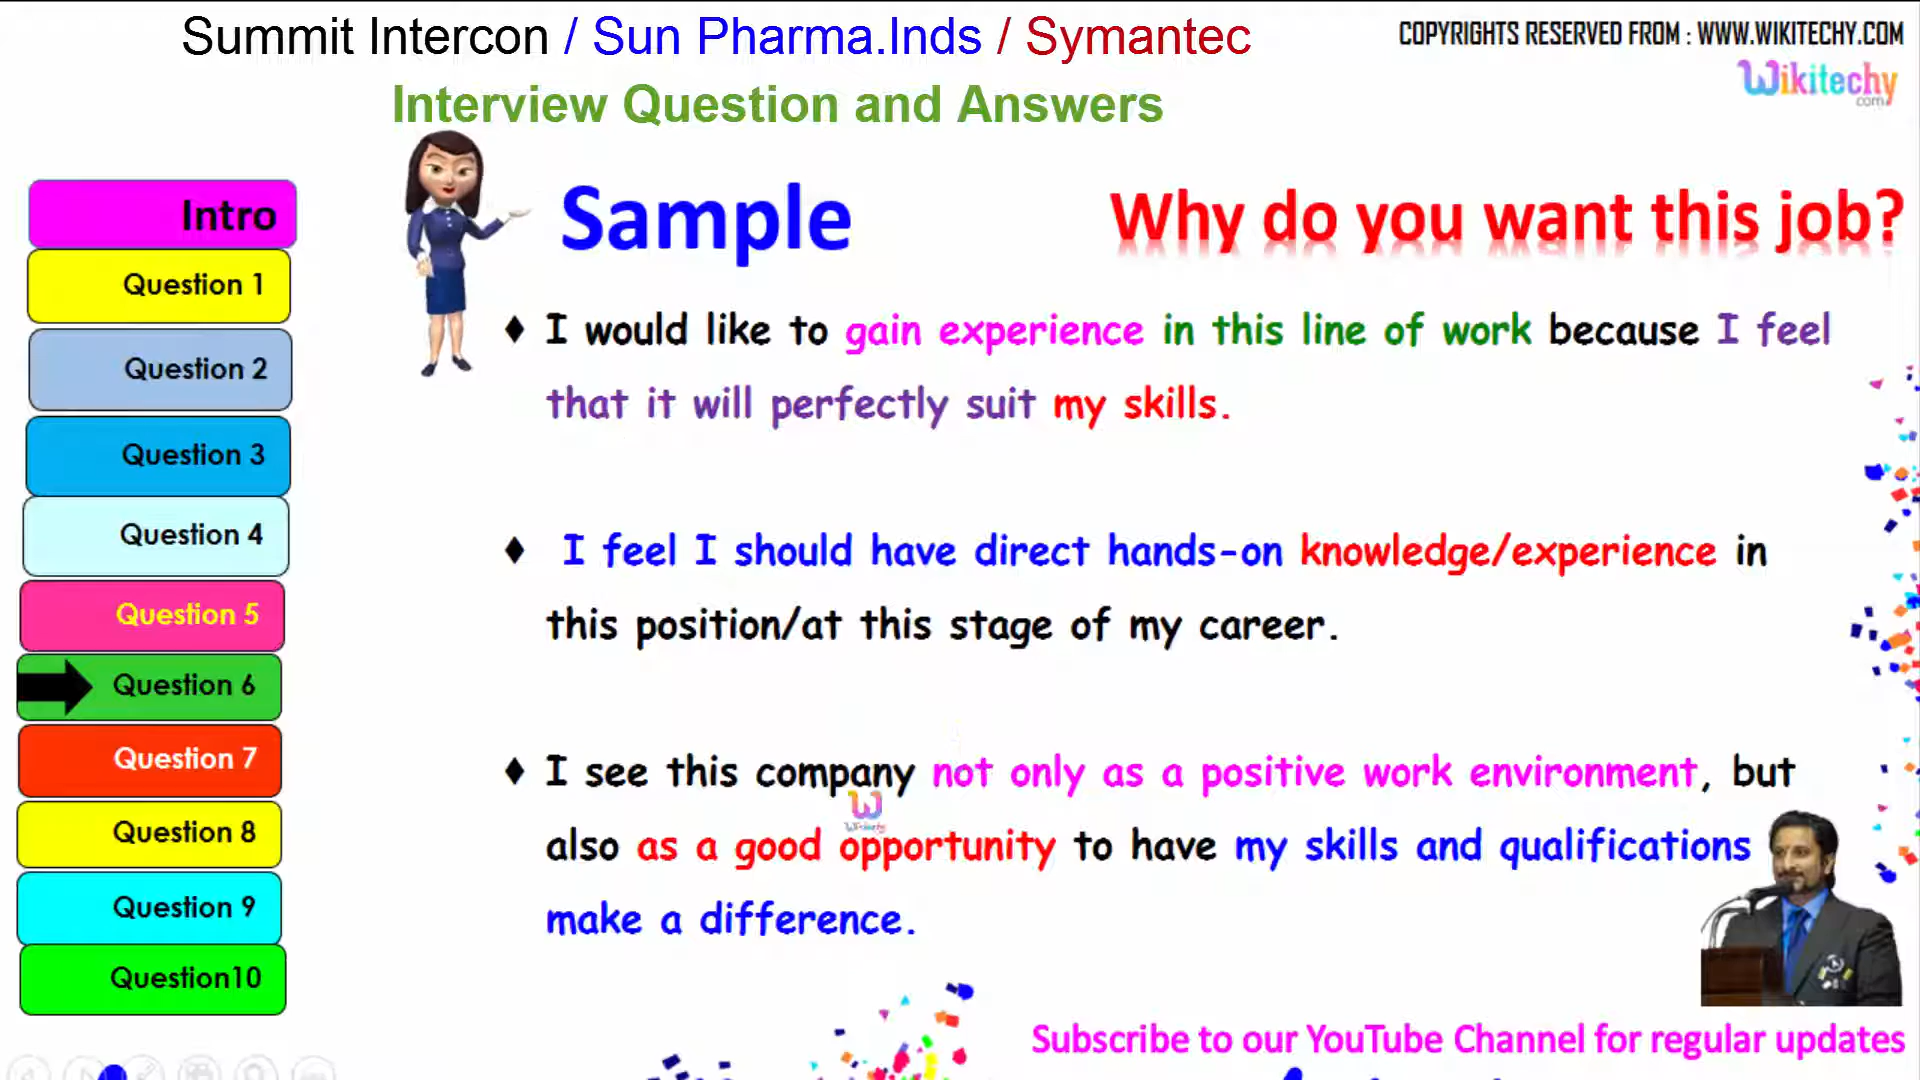 Summit Intercon / Sun Pharma.Inds / Symantec
COPYRIGHTS RESERVED FROM : WWW.WIKITECHY.COM
Wikitechy
.com
Interview Question and Answers
Sample
Why do you want this job?
Intro
Question 1
Question 2
Question 3
Question 4
Question 5
Question 6
Question 7
Question 8
Question 9
Question10
♦ I would like to gain experience in this line of work because I feel
that it will perfectly suit my skills.
♦ I feel I should have direct hands-on knowledge/experience in
this position/at this stage of my career.
♦ I see this company not only as a positive work environment, but
also as a good opportunity to have my skills and qualifications
make a difference.
Wikitechy
Subscribe to our YouTube Channel for regular updates